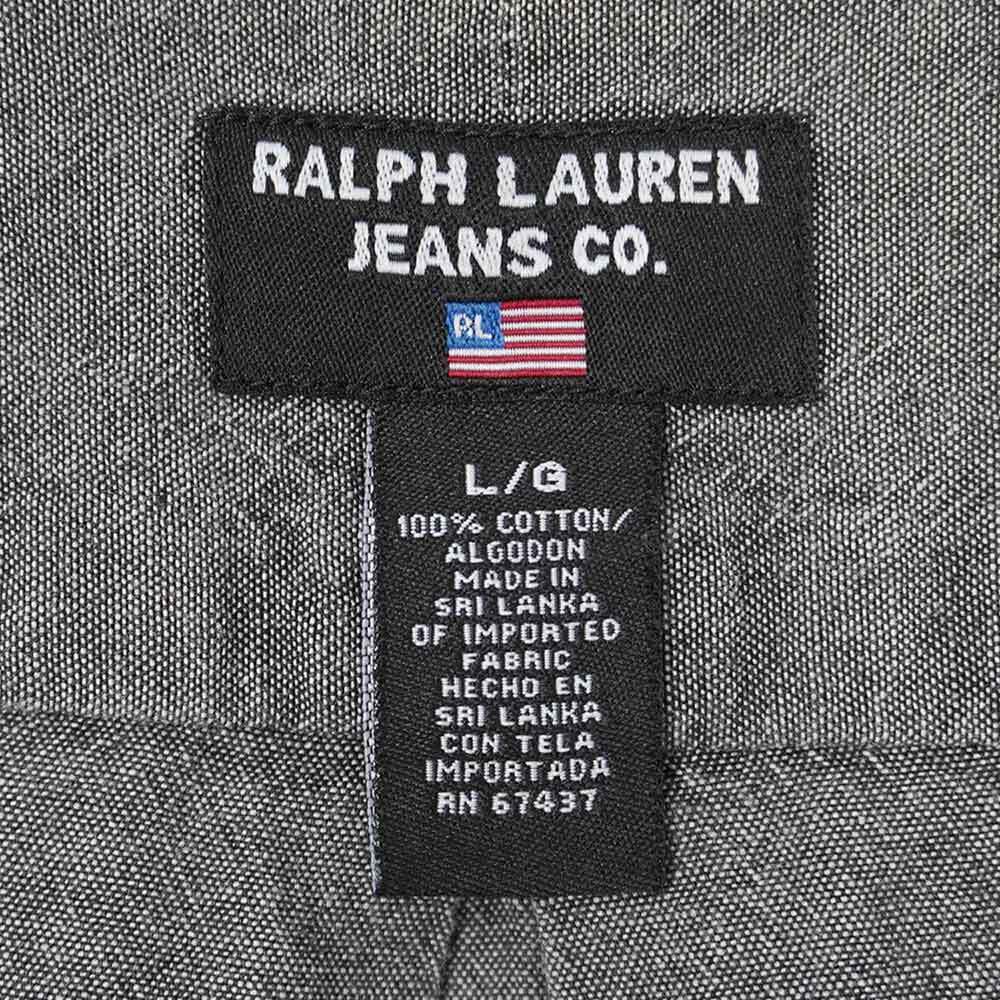 RALPH LAUREN
JEANS CO.
RL
L/G
100% COTTON/
ALGODON
MADE IN
SRI LANKA
OF IMPORTED
FABRIC
HECHO EN
SRI LANKA
CON TELA
IMPORTADA
RN 67437